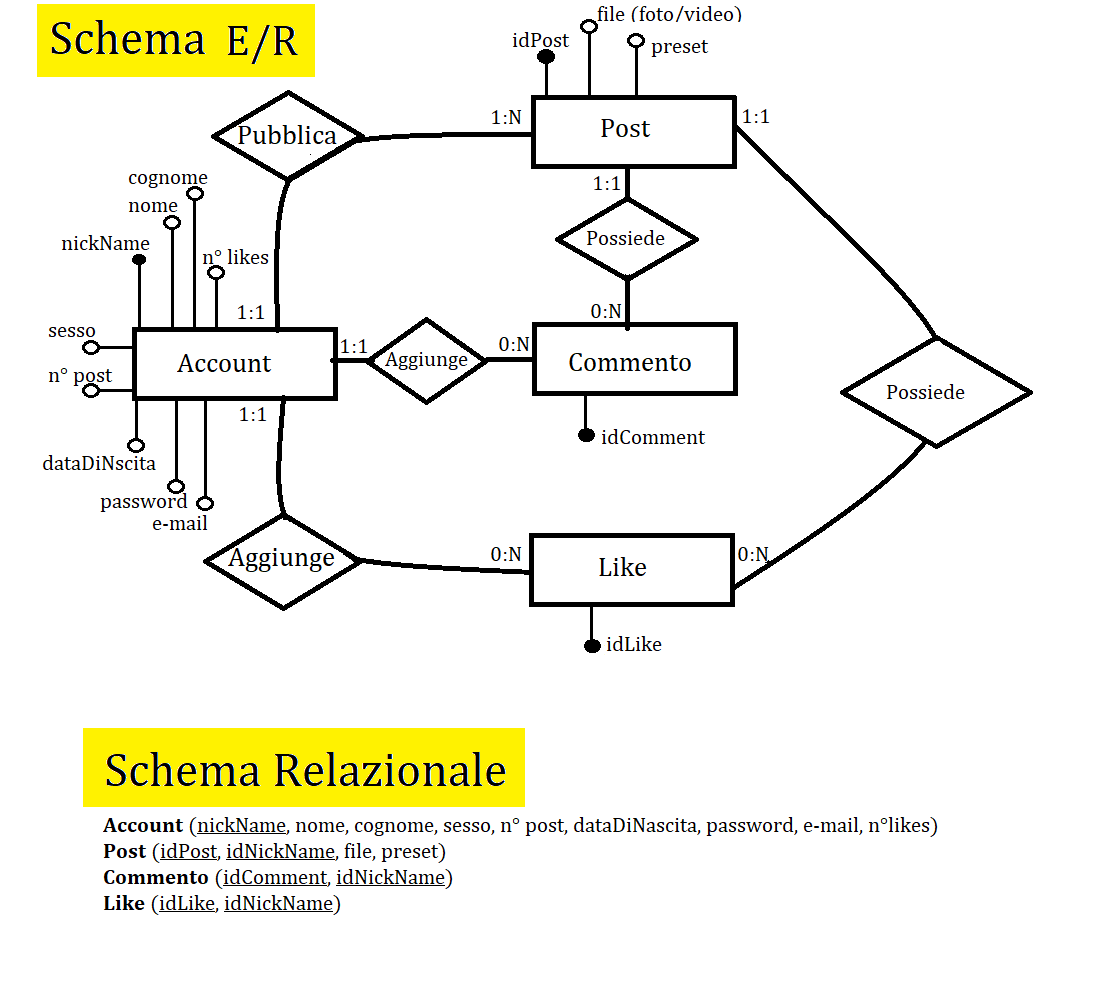 Schema E/R
file (foto/video)
idPost
preset
Pubblica
1:N
Post
1:1
cognome
nome
nickName
n° likes
1:1
Possiede
1:1
0:N
sesso
Account
1:1
Aggiunge
0:N
Commento
n° post
Possiede
1:1
dataDiNscita
idComment
password
e-mail
Aggiunge
0:N
Like
0:N
idLike
Schema Relazionale
Account (nickName, nome, cognome, sesso, n° post, dataDiNascita, password, e-mail, n°likes)
Post (idPost, idNickName, file, preset)
Commento (idComment, idNickName)
Like (idLike, idNickName)